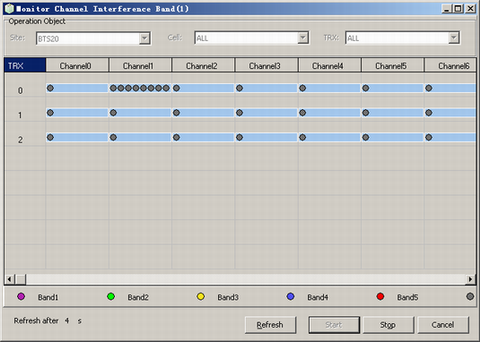 Monitor Channel Interference Band(1)
Operation Object
Site: BTS20 Cell: ALL TRX: ALL
TRX Channel0 Channel1 Channel2 Channel3 Channel4 Channel5 Channel6
0
1
2
Band1 Band2 Band3 Band4 Band5
Refresh after 4 s
Refresh Start Stop Cancel